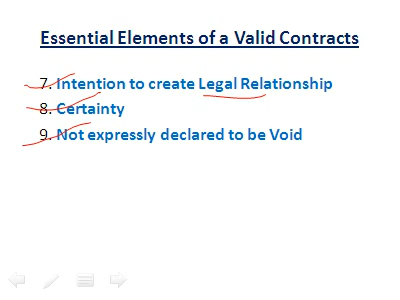 Essential Elements of a Valid Contracts
7. Intention to create Legal Relationship
8. Certainty
9. Not expressly declared to be Void